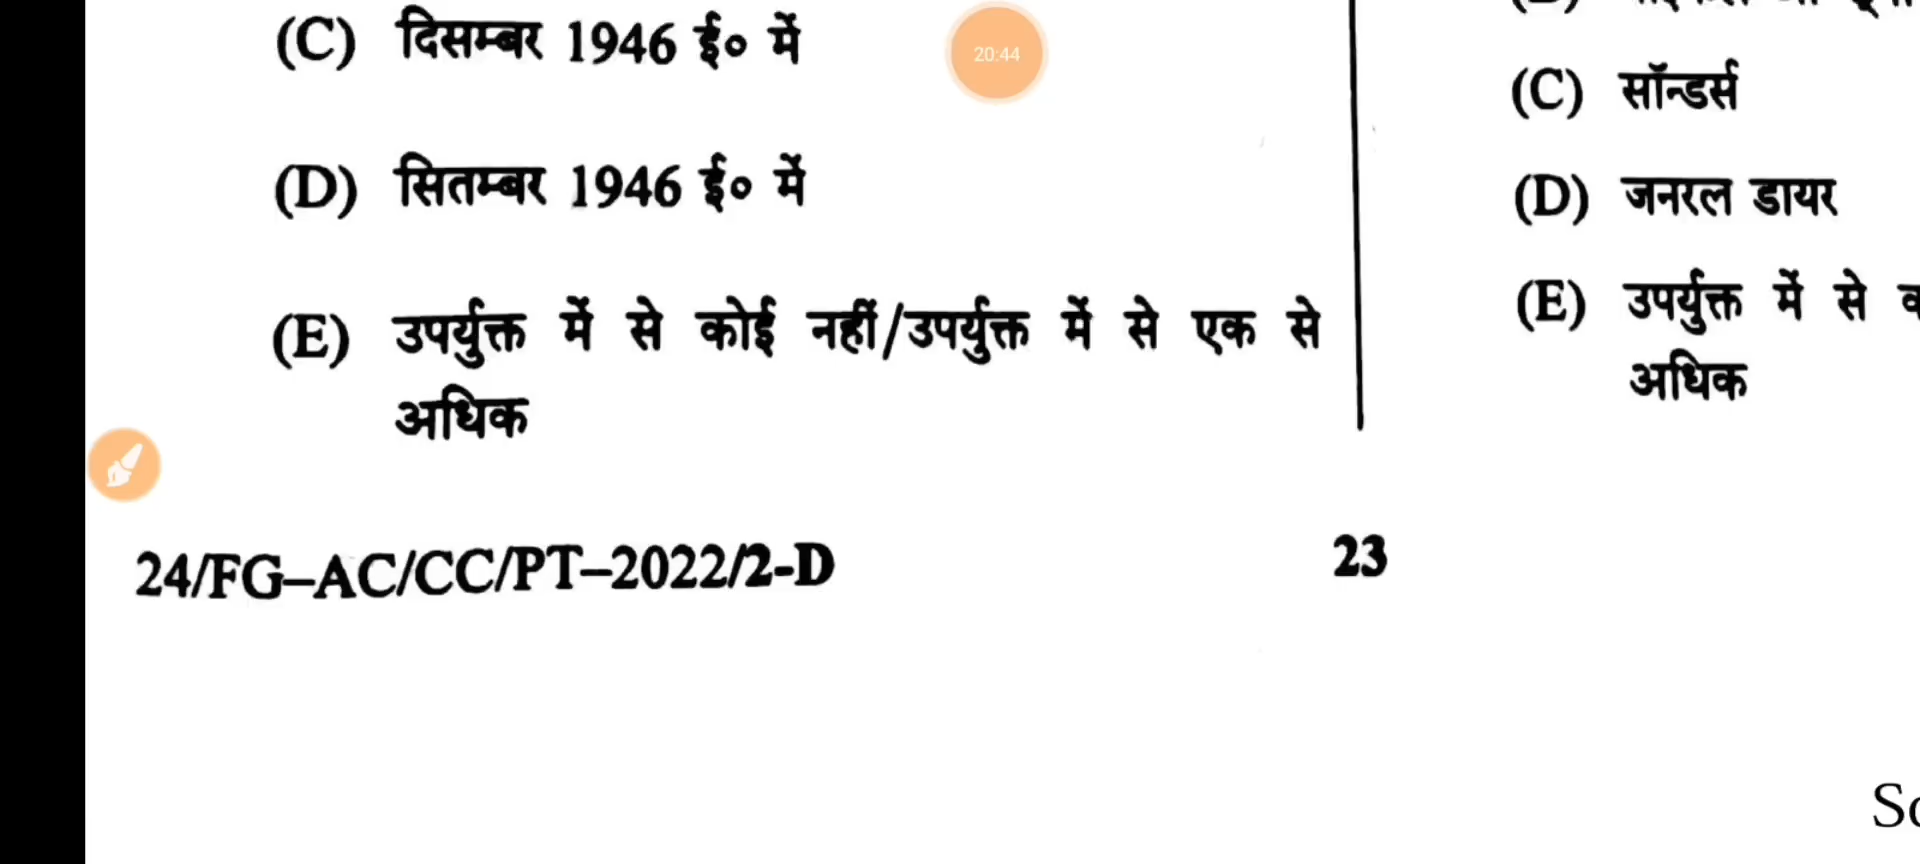 (C) दिसम्बर 1946 ई० में
(D) सितम्बर 1946 ई० में
(E) उपर्युक्त में से कोई नहीं/उपर्युक्त में से एक से
अधिक
(C) सॉन्डर्स
(D) जनरल डायर
(E) उपर्युक्त में से
अधिक
24/FG–AC/CC/PT–2022/2-D
23
20:44